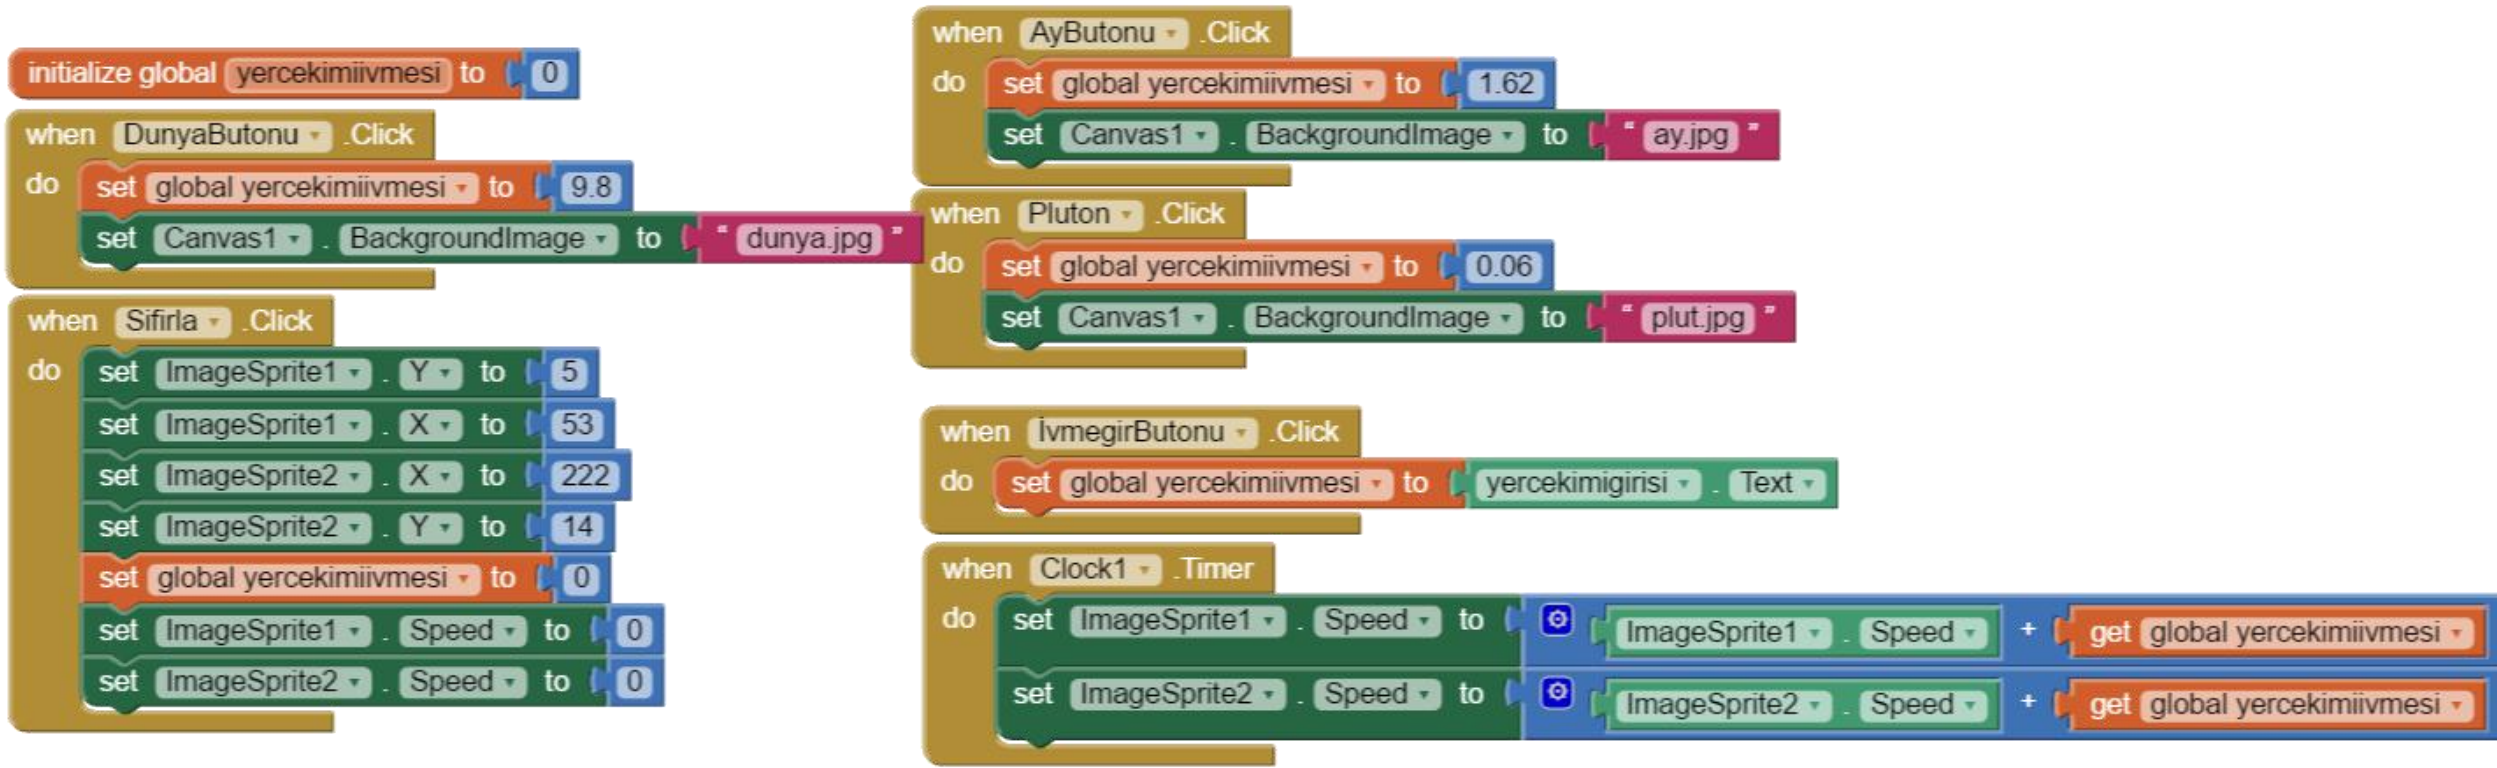 initialize global yercekimiivmesi to 0
when DunyaButonu .Click
do set global yercekimiivmesi to 9.8
set Canvas1 . BackgroundImage to " dunya.jpg "
when Sifirla .Click
do set ImageSprite1 . Y to 5
set ImageSprite1 . X to 53
set ImageSprite2 . X to 222
set ImageSprite2 . Y to 14
set global yercekimiivmesi to 0
set ImageSprite1 . Speed to 0
set ImageSprite2 . Speed to 0
when AyButonu .Click
do set global yercekimiivmesi to 1.62
set Canvas1 . BackgroundImage to " ay.jpg "
when Pluton .Click
do set global yercekimiivmesi to 0.06
set Canvas1 . BackgroundImage to " plut.jpg "
when İvmegirButonu .Click
do set global yercekimiivmesi to yercekimigirisi . Text
when Clock1 .Timer
do set ImageSprite1 . Speed to ImageSprite1 . Speed + get global yercekimiivmesi
set ImageSprite2 . Speed to ImageSprite2 . Speed + get global yercekimiivmesi